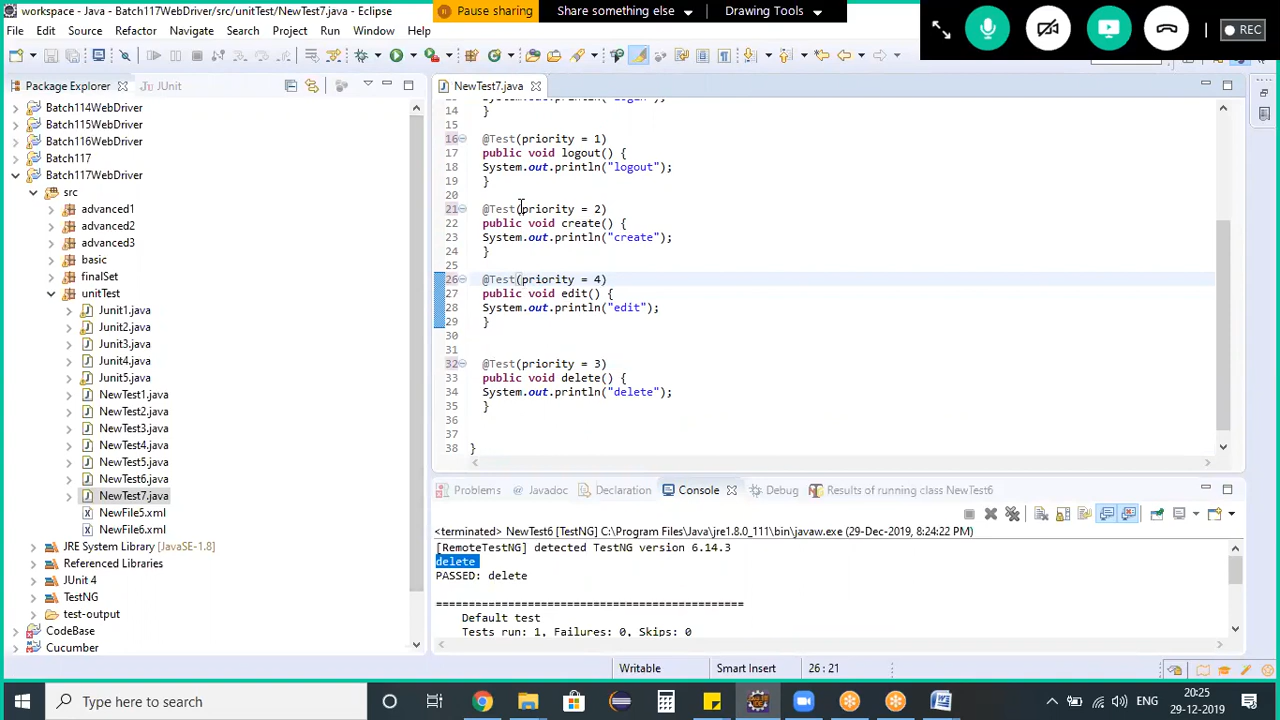 workspace - Java - Batch117WebDriver/src/unitTest/NewTest7.java - Eclipse
Pause sharing
Share something else
Drawing Tools
REC
File Edit Source Refactor Navigate Search Project Run Window Help
Package Explorer
JUnit
NewTest7.java
Batch114WebDriver
Batch115WebDriver
Batch116WebDriver
Batch117
Batch117WebDriver
src
advanced1
advanced2
advanced3
basic
finalSet
unitTest
Junit1.java
Junit2.java
Junit3.java
Junit4.java
Junit5.java
NewTest1.java
NewTest2.java
NewTest3.java
NewTest4.java
NewTest5.java
NewTest6.java
NewTest7.java
NewFile5.xml
NewFile6.xml
JRE System Library [JavaSE-1.8]
Referenced Libraries
JUnit 4
TestNG
test-output
CodeBase
Cucumber
14 }
15
16 @Test(priority = 1)
17 public void logout() {
18 System.out.println("logout");
19 }
20
21 @Test(priority = 2)
22 public void create() {
23 System.out.println("create");
24 }
25
26 @Test(priority = 4)
27 public void edit() {
28 System.out.println("edit");
29 }
30
31
32 @Test(priority = 3)
33 public void delete() {
34 System.out.println("delete");
35 }
36
37
38 }
Problems Javadoc Declaration Console Debug Results of running class NewTest6
<terminated> NewTest6 [TestNG] C:\Program Files\Java\jre1.8.0_111\bin\javaw.exe (29-Dec-2019, 8:24:22 PM)
[RemoteTestNG] detected TestNG version 6.14.3
delete
PASSED: delete
===============================================
Default test
Tests run: 1, Failures: 0, Skips: 0
Writable
Smart Insert
26 : 21
Type here to search
ENG
20:25
29-12-2019